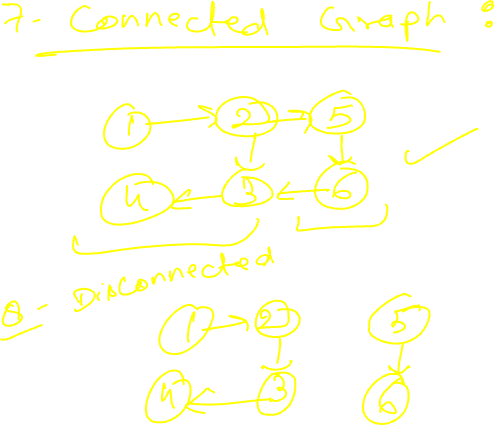 7- Connected Graph :
1 2 5
4 3 6
8- Disconnected
1 2 5
4 3 6